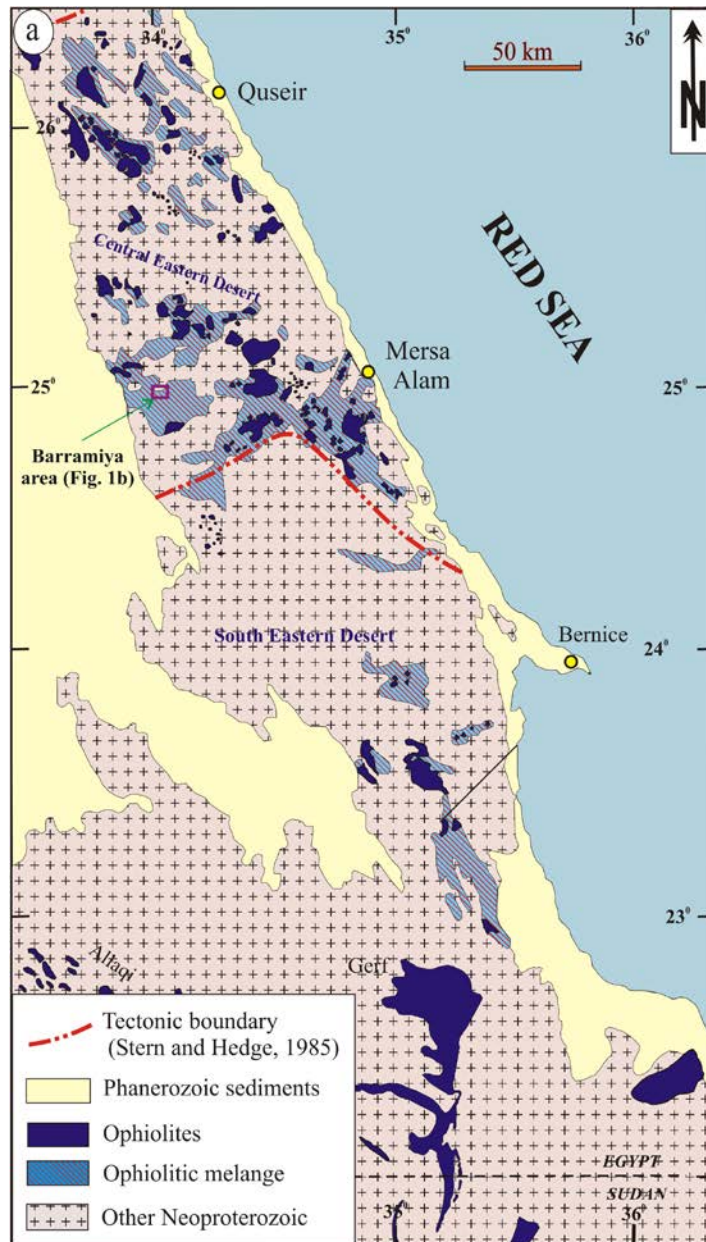 a
34°
35°
36°
50 km
N
Quseir
26°
RED SEA
Central Eastern Desert
Mersa
Alam
25°
25°
Barramiya
area (Fig. 1b)
South Eastern Desert
Bernice
24°
23°
Allaqi
Gerf
Tectonic boundary
(Stern and Hedge, 1985)
Phanerozoic sediments
Ophiolites
Ophiolitic melange
Other Neoproterozoic
EGYPT
SUDAN
35°
36°